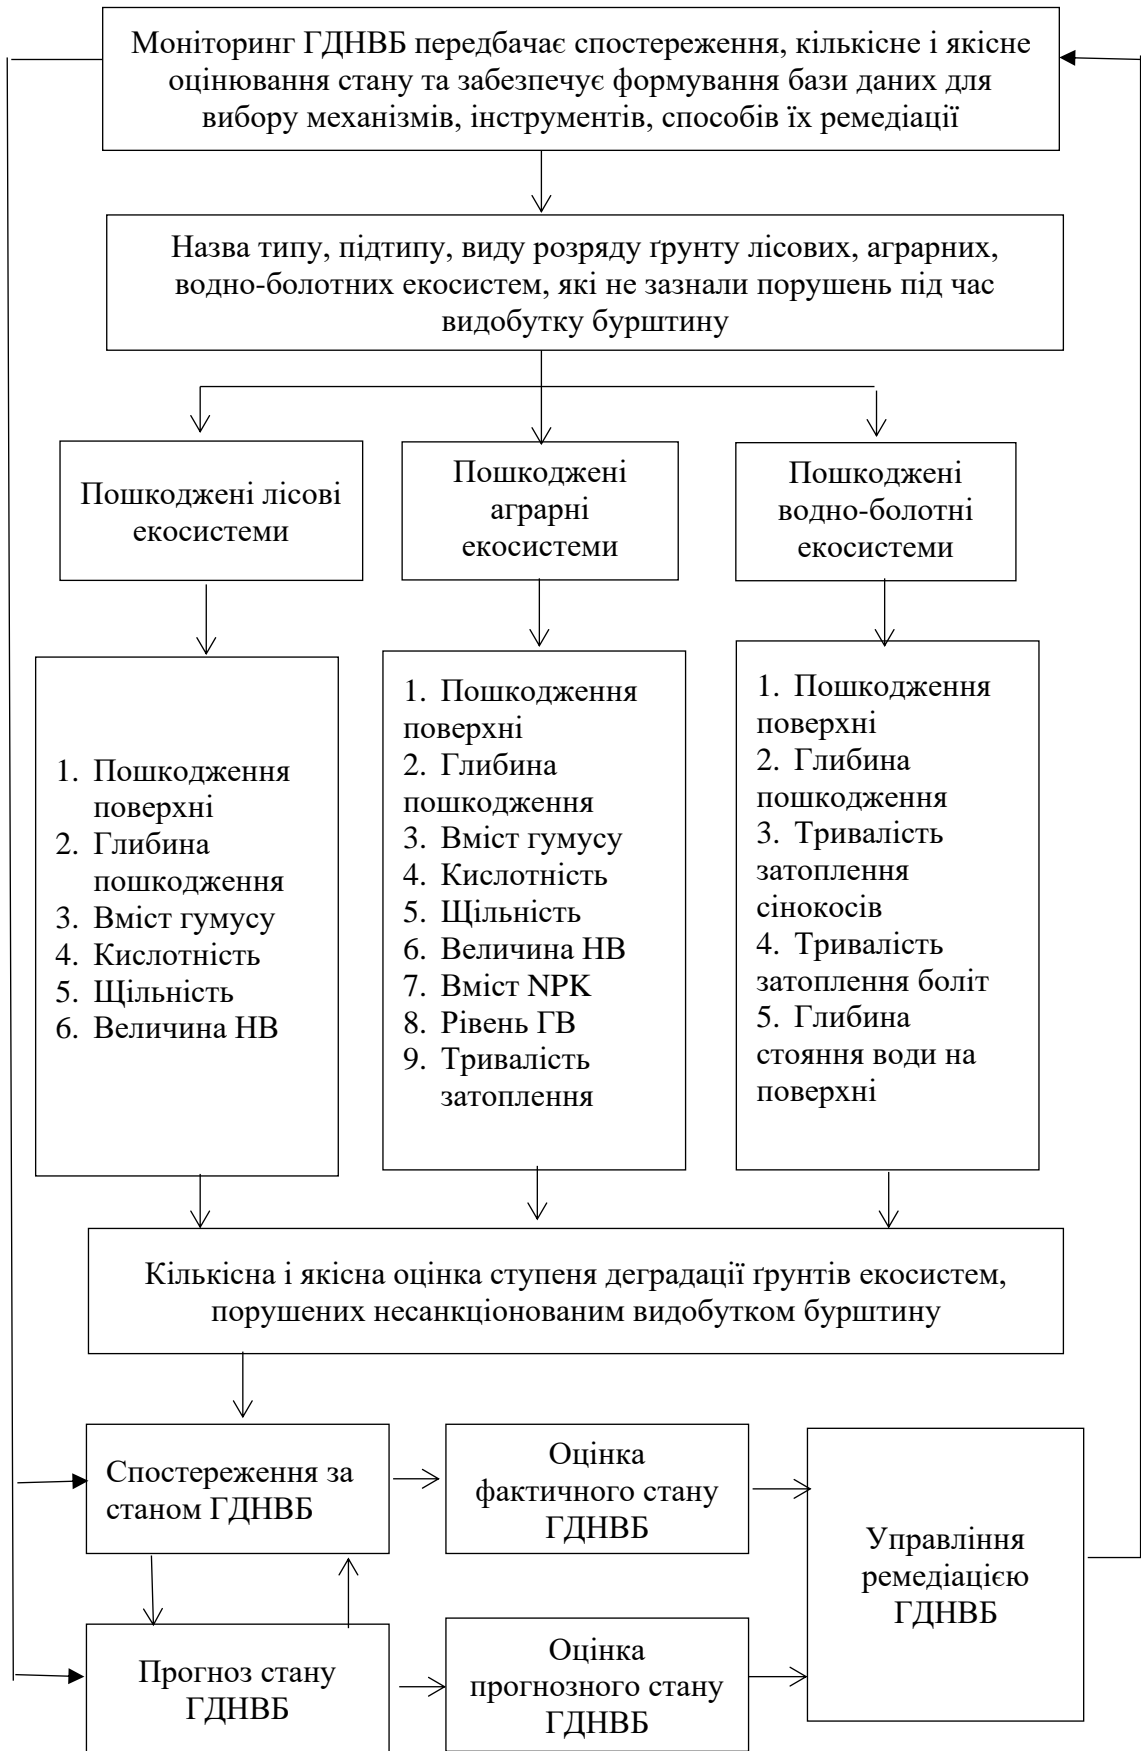 Моніторинг ГДНВБ передбачає спостереження, кількісне і якісне
оцінювання стану та забезпечує формування бази даних для
вибору механізмів, інструментів, способів їх ремедіації
Назва типу, підтипу, виду розряду ґрунту лісових, аграрних,
водно-болотних екосистем, які не зазнали порушень під час
видобутку бурштину
Пошкоджені лісові
екосистеми
Пошкоджені
аграрні
екосистеми
Пошкоджені
водно-болотні
екосистеми
1. Пошкодження
поверхні
2. Глибина
пошкодження
3. Вміст гумусу
4. Кислотність
5. Щільність
6. Величина НВ
1. Пошкодження
поверхні
2. Глибина
пошкодження
3. Вміст гумусу
4. Кислотність
5. Щільність
6. Величина НВ
7. Вміст NPK
8. Рівень ГВ
9. Тривалість
затоплення
1. Пошкодження
поверхні
2. Глибина
пошкодження
3. Тривалість
затоплення
сінокосів
4. Тривалість
затоплення боліт
5. Глибина
стояння води на
поверхні
Кількісна і якісна оцінка ступеня деградації ґрунтів екосистем,
порушених несанкціонованим видобутком бурштину
Спостереження за
станом ГДНВБ
Оцінка
фактичного стану
ГДНВБ
Управління
ремедіацією
ГДНВБ
Прогноз стану
ГДНВБ
Оцінка
прогнозного стану
ГДНВБ